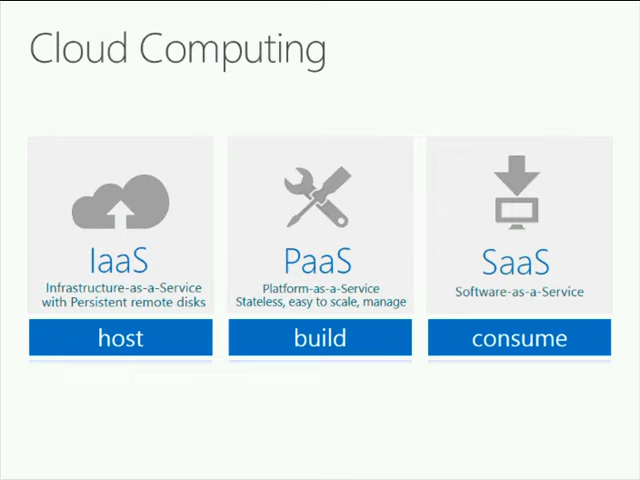 Cloud Computing
IaaS
Infrastructure-as-a-Service
with Persistent remote disks
host
PaaS
Platform-as-a-Service
Stateless, easy to scale, manage
build
SaaS
Software-as-a-Service
consume